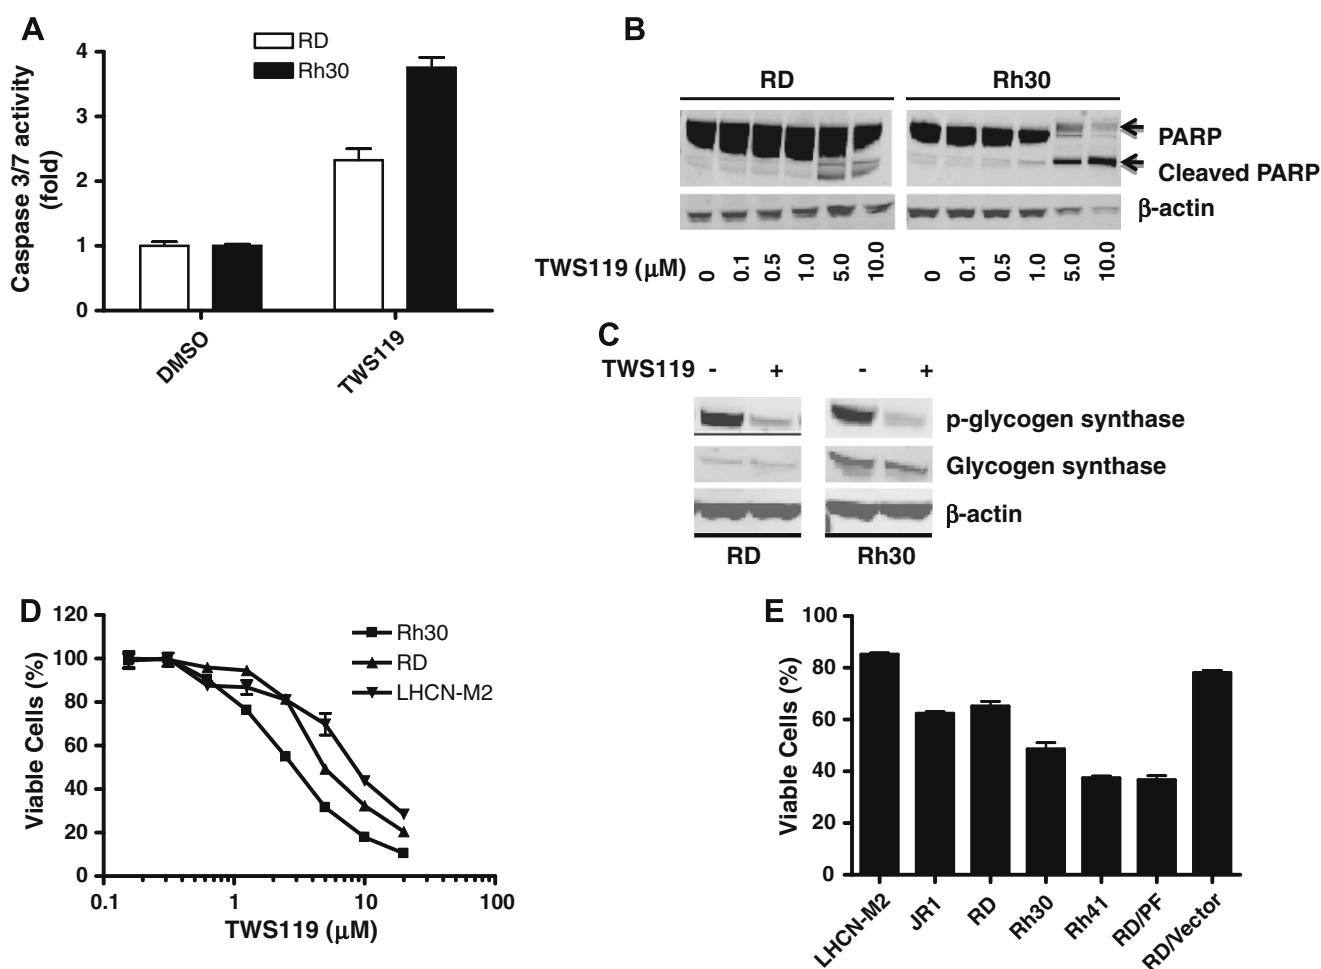 A
Caspase 3/7 activity
(fold)
4
3
2
1
0
RD
Rh30
DMSO
TWS119
B
RD
Rh30
PARP
Cleaved PARP
β-actin
TWS119 (μM)
0
0.1
0.5
1.0
5.0
10.0
0
0.1
0.5
1.0
5.0
10.0
C
TWS119 - + - +
p-glycogen synthase
Glycogen synthase
β-actin
RD
Rh30
D
Viable Cells (%)
120
100
80
60
40
20
0
Rh30
RD
LHCN-M2
0.1 1 10 100
TWS119 (μM)
E
Viable Cells (%)
100
80
60
40
20
0
LHCN-M2
JR1
RD
Rh30
Rh41
RD/PF
RD/Vector